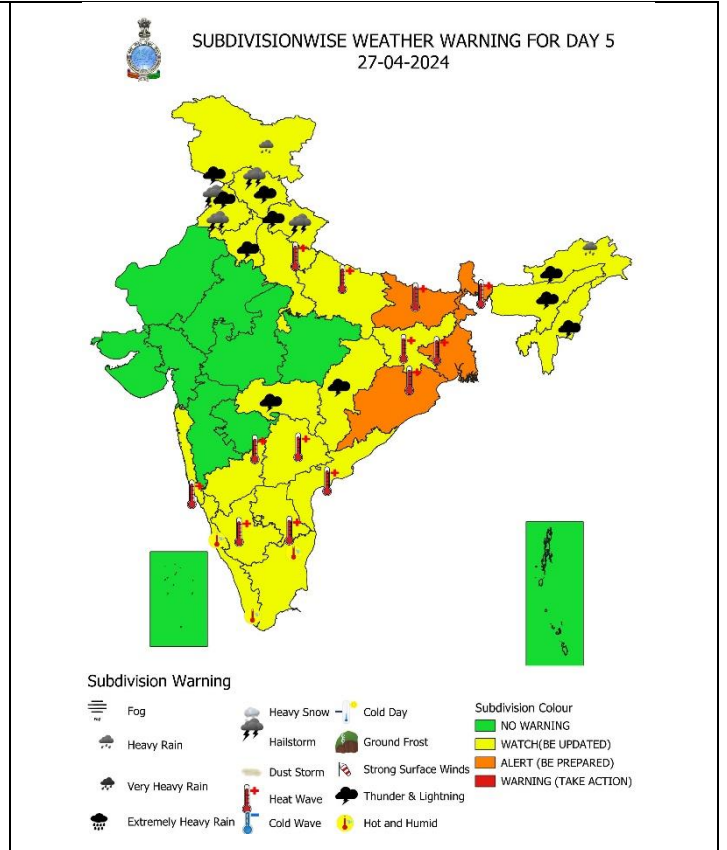 SUBDIVISIONWISE WEATHER WARNING FOR DAY 5
27-04-2024
Subdivision Warning
Fog
Heavy Rain
Very Heavy Rain
Extremely Heavy Rain
Heavy Snow
Hailstorm
Dust Storm
Heat Wave
Cold Wave
Cold Day
Ground Frost
Strong Surface Winds
Thunder & Lightning
Hot and Humid
Subdivision Colour
NO WARNING
WATCH(BE UPDATED)
ALERT (BE PREPARED)
WARNING (TAKE ACTION)